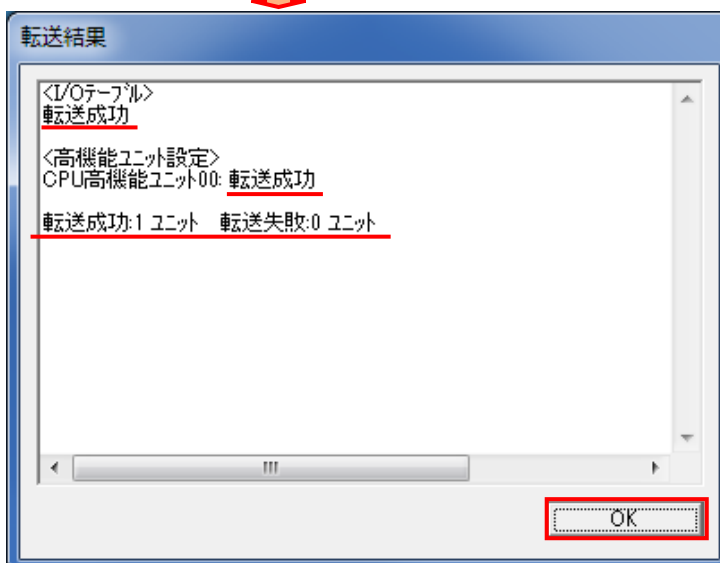 転送結果
<I/Oテーブル>
転送成功
<高機能ユニット設定>
CPU高機能ユニット00: 転送成功
転送成功:1 ユニット　転送失敗:0 ユニット
OK